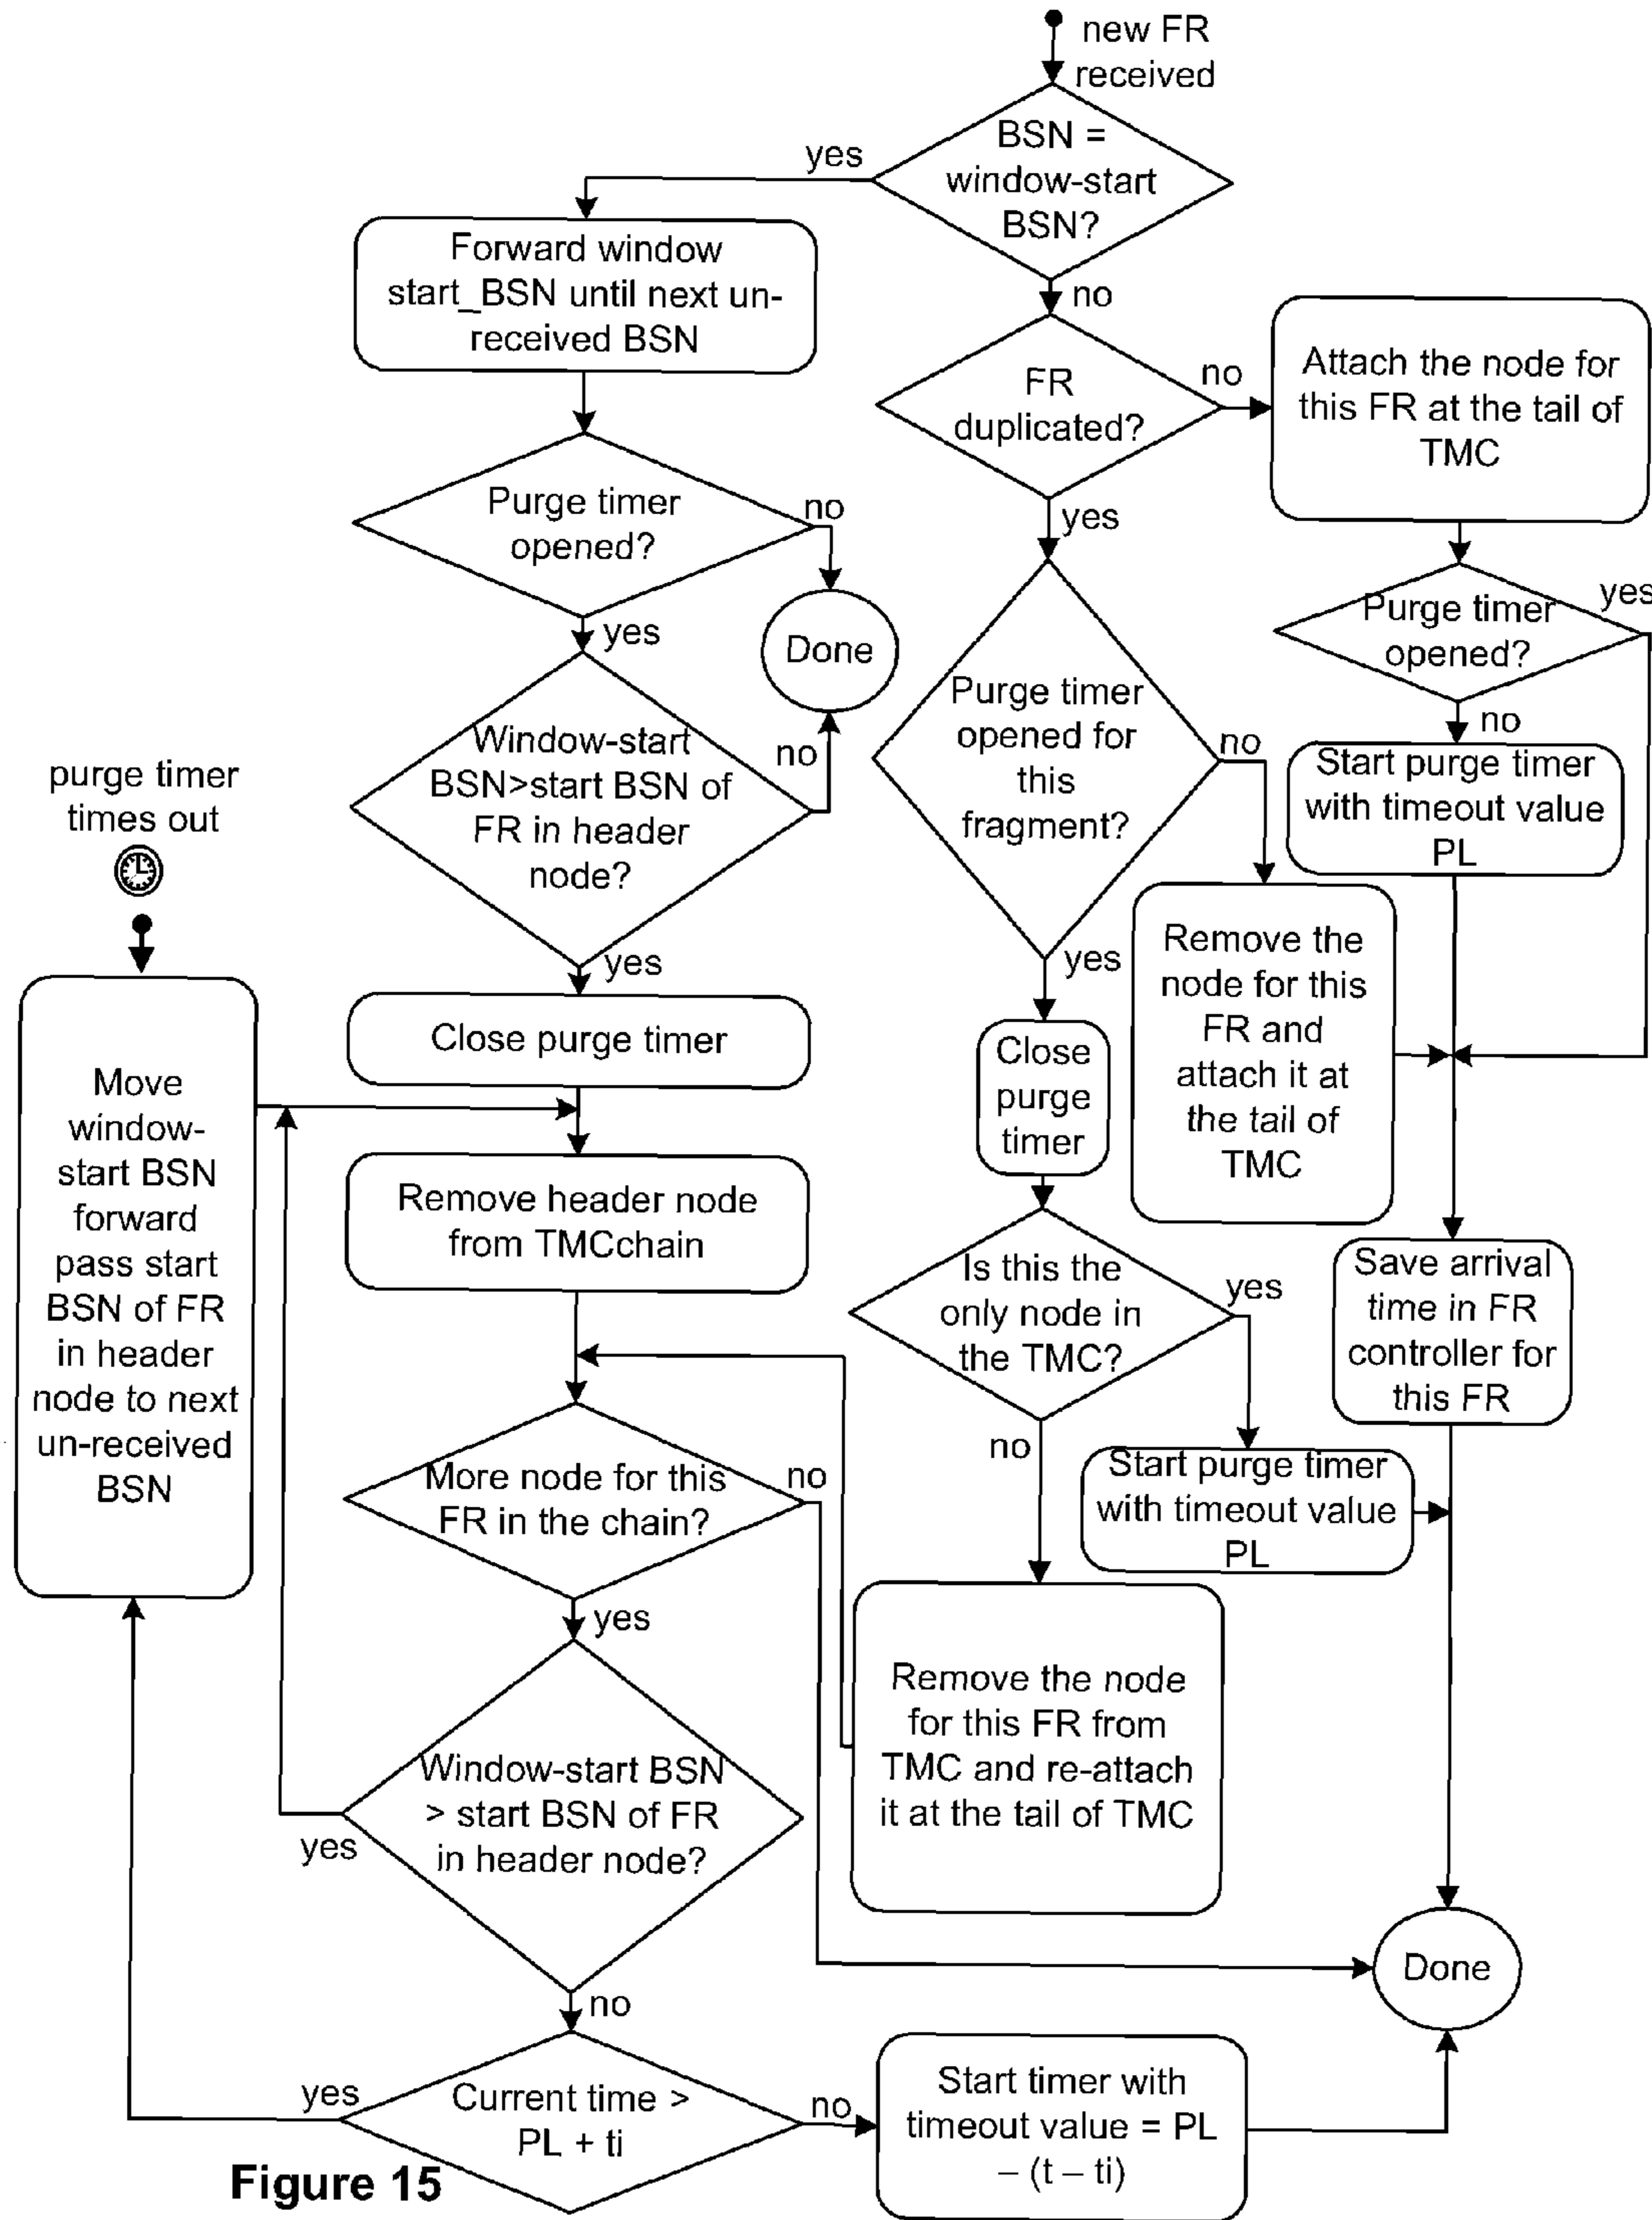 new FR
received
BSN =
window-start
BSN?
yes
no
Forward window
start_BSN until next un-
received BSN
FR
duplicated?
no
yes
Attach the node for
this FR at the tail of
TMC
Purge timer
opened?
no
yes
Done
Purge timer
opened?
yes
no
Window-start
BSN>start BSN of
FR in header
node?
no
yes
Purge timer
opened for
this
fragment?
no
yes
Start purge timer
with timeout value
PL
purge timer
times out
Move
window-
start BSN
forward
pass start
BSN of FR
in header
node to next
un-received
BSN
Close purge timer
Close
purge
timer
Remove the
node for this
FR and
attach it at
the tail of
TMC
Remove header node
from TMCchain
Is this the
only node in
the TMC?
yes
no
Save arrival
time in FR
controller for
this FR
More node for this
FR in the chain?
no
yes
Start purge timer
with timeout value
PL
Window-start BSN
> start BSN of FR
in header node?
yes
no
Remove the node
for this FR from
TMC and re-attach
it at the tail of TMC
Done
Current time >
PL + ti
yes
no
Start timer with
timeout value = PL
– (t – ti)
Figure 15